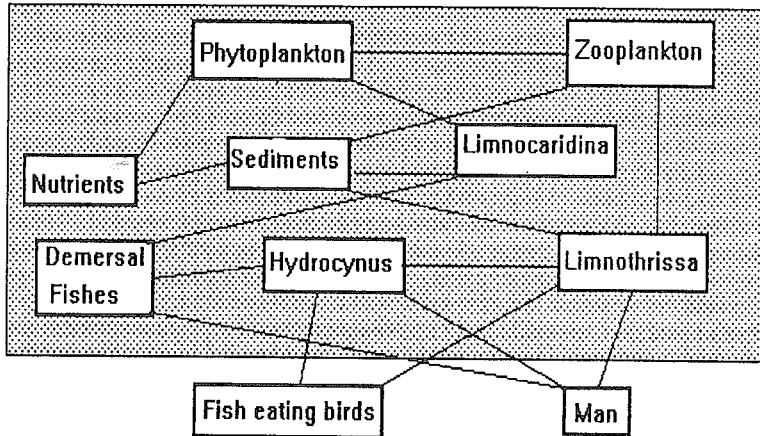 Phytoplankton
Zooplankton
Limnocaridina
Sediments
Nutrients
Demersal
Fishes
Hydrocynus
Limnothrissa
Fish eating birds
Man